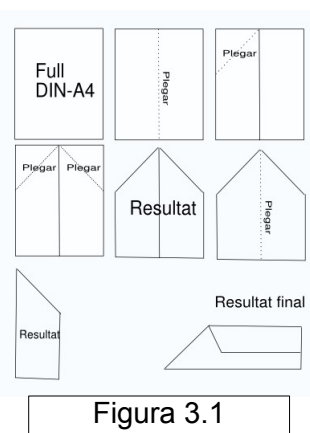 Full
DIN-A4
Plegar
Plegar
Plegar
Plegar
Resultat
Plegar
Resultat
Resultat final
Figura 3.1